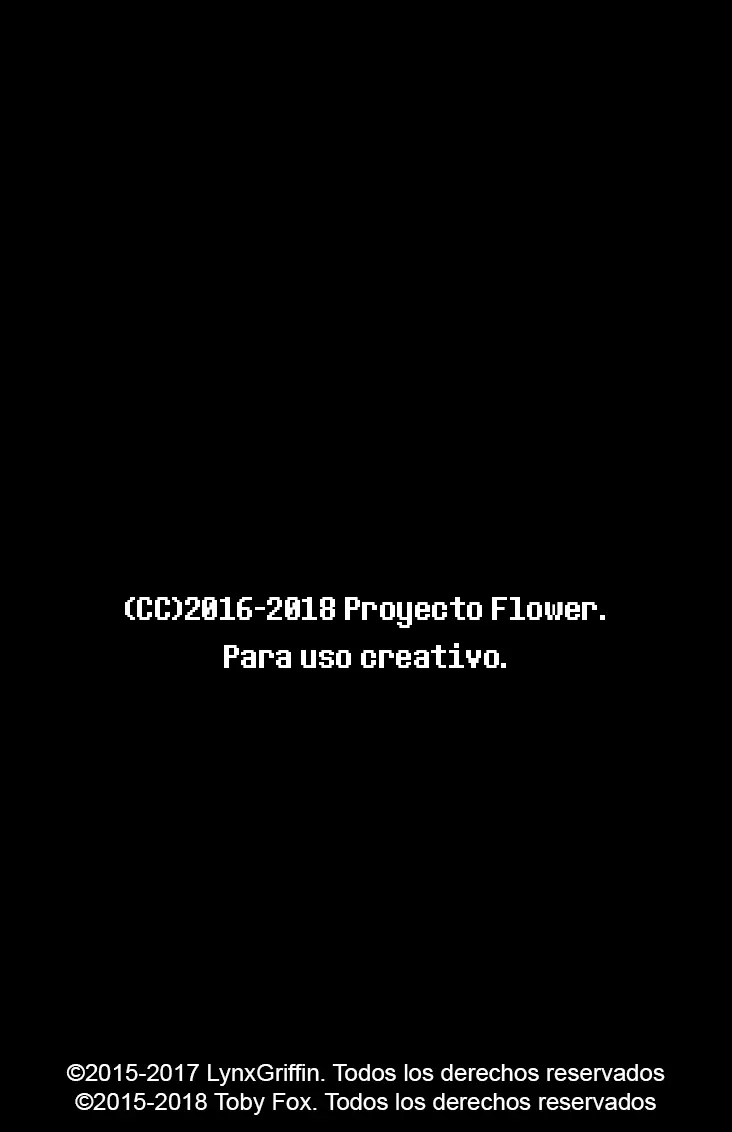 (CC)2016-2018 Proyecto Flower.
Para uso creativo.
©2015-2017 LynxGriffin. Todos los derechos reservados
©2015-2018 Toby Fox. Todos los derechos reservados